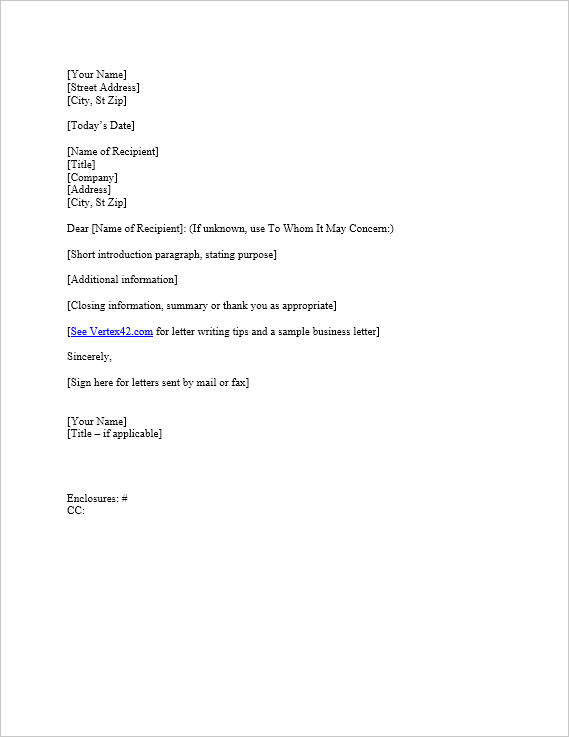 [Your Name]
[Street Address]
[City, St Zip]
[Today’s Date]
[Name of Recipient]
[Title]
[Company]
[Address]
[City, St Zip]
Dear [Name of Recipient]: (If unknown, use To Whom It May Concern:)
[Short introduction paragraph, stating purpose]
[Additional information]
[Closing information, summary or thank you as appropriate]
[See Vertex42.com for letter writing tips and a sample business letter]
Sincerely,
[Sign here for letters sent by mail or fax]
[Your Name]
[Title – if applicable]
Enclosures: #
CC: